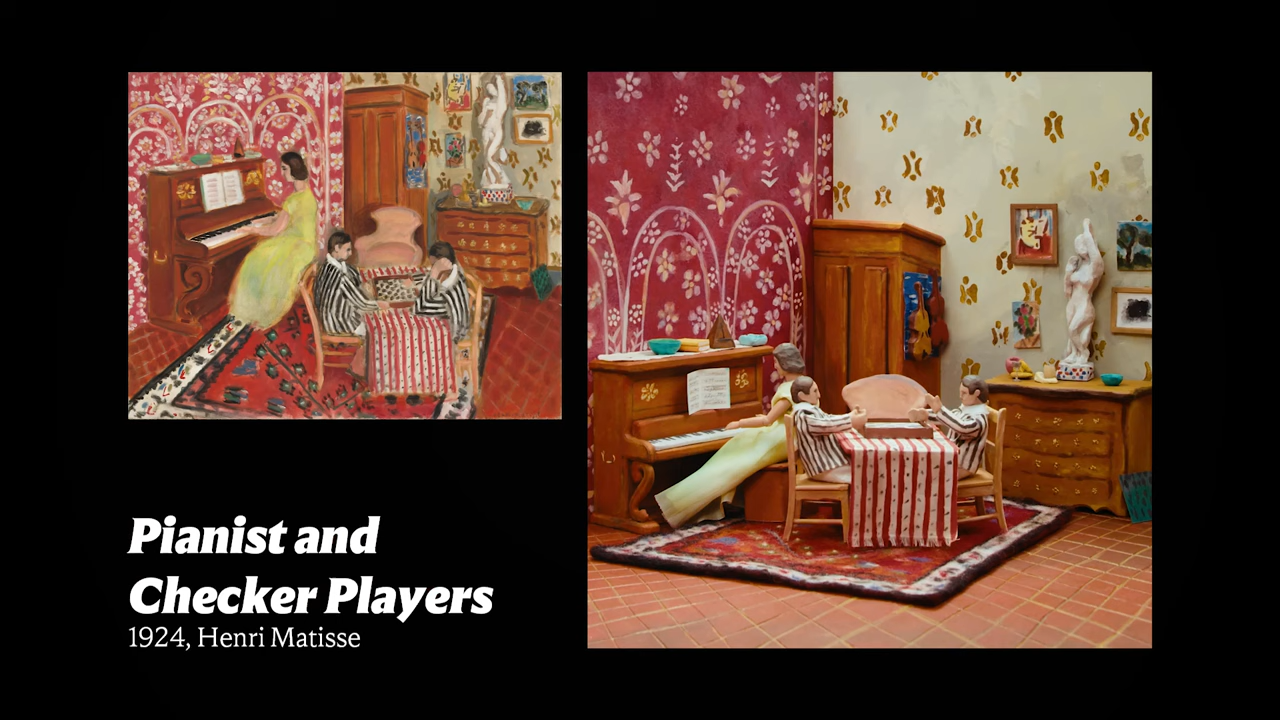 Pianist and
Checker Players
1924, Henri Matisse